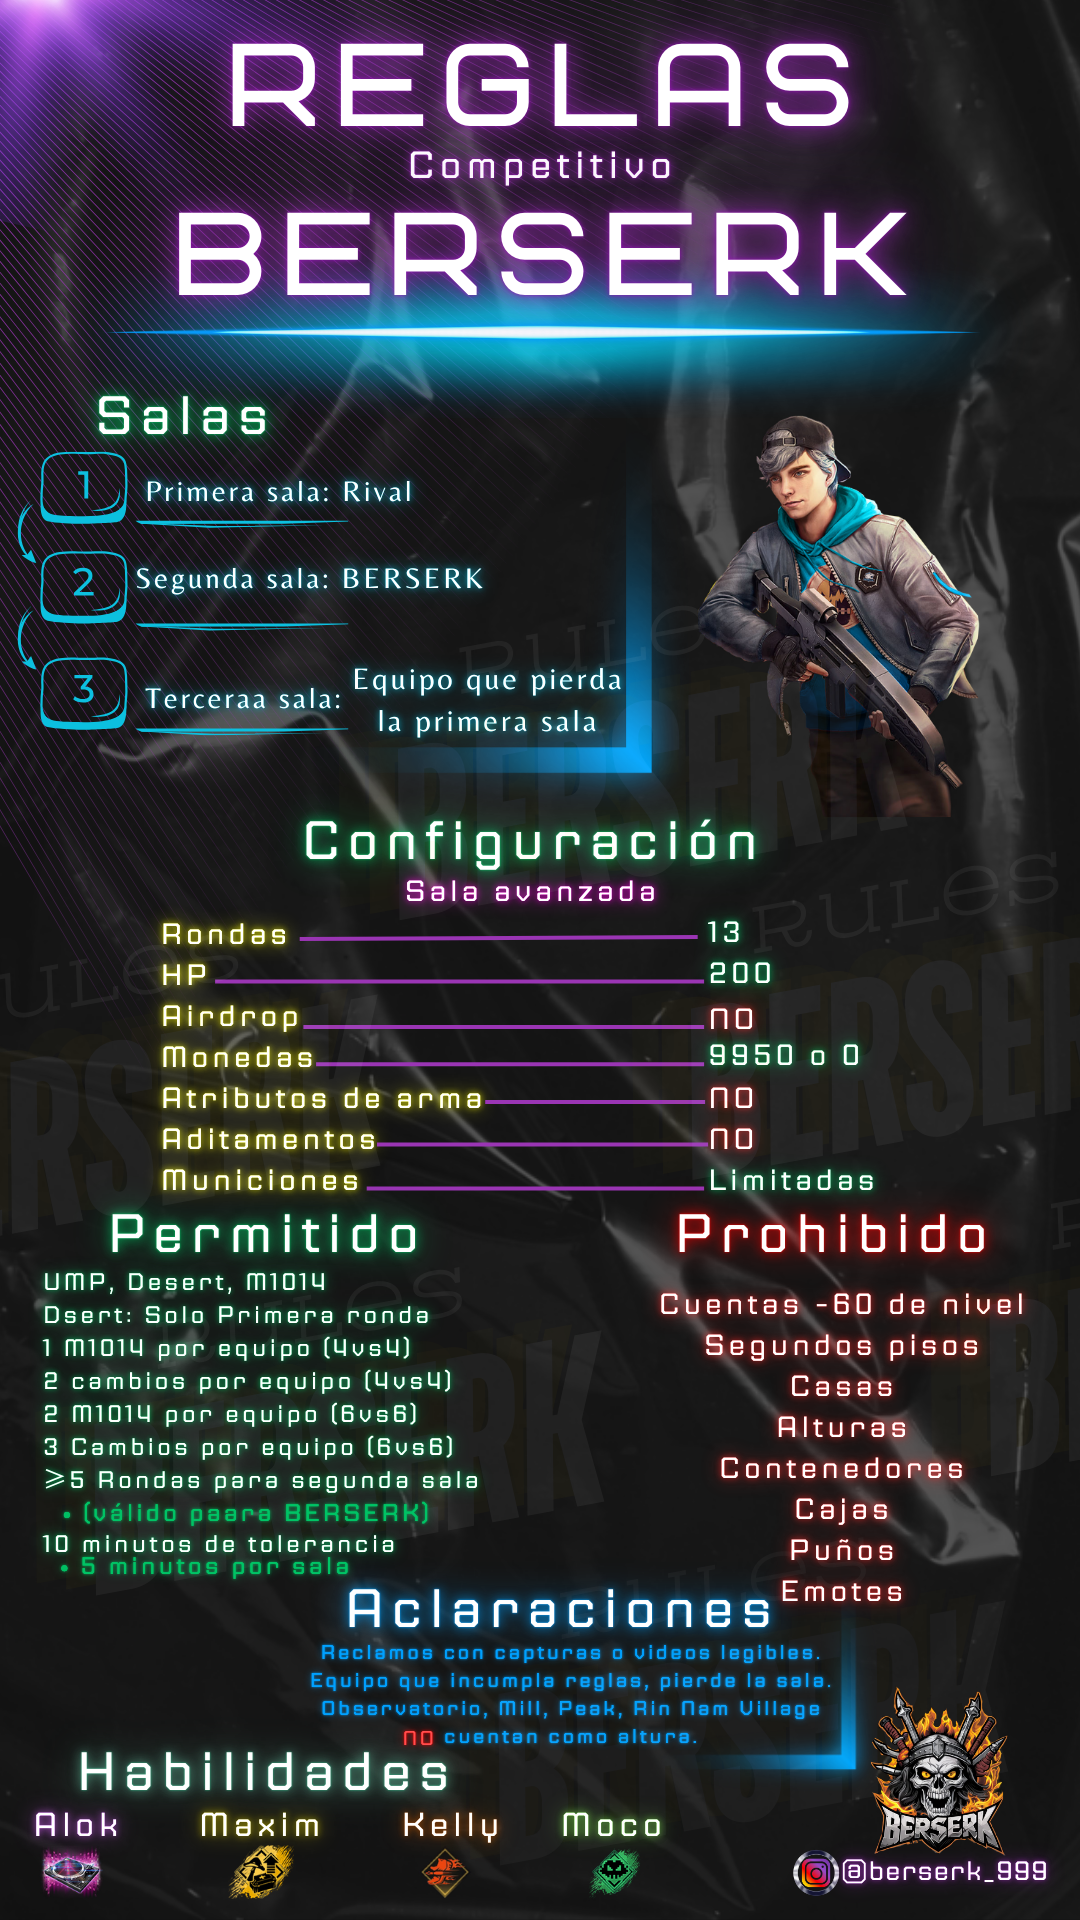 REGLAS
Competitivo
BERSERK
Salas
1
Primera sala: Rival
2
Segunda sala: BERSERK
3
Terceraa sala:
Equipo que pierda
la primera sala
Configuración
Sala avanzada
Rondas 13
HP 200
Airdrop NO
Monedas 9950 o 0
Atributos de arma NO
Aditamentos NO
Municiones Limitadas
Permitido
UMP, Desert, M1014
Dsert: Solo Primera ronda
1 M1014 por equipo (4vs4)
2 cambios por equipo (4vs4)
2 M1014 por equipo (6vs6)
3 Cambios por equipo (6vs6)
⩾5 Rondas para segunda sala
• (válido paara BERSERK)
10 minutos de tolerancia
• 5 minutos por sala
Prohibido
Cuentas -60 de nivel
Segundos pisos
Casas
Alturas
Contenedores
Cajas
Puños
Emotes
Aclaraciones
Reclamos con capturas o videos legibles.
Equipo que incumpla reglas, pierde la sala.
Observatorio, Mill, Peak, Rin Nam Village
NO cuentan como altura.
Habilidades
Alok Maxim Kelly Moco
BERSERK
@berserk_999
RULES
BERSERK
RULES
BERSERK